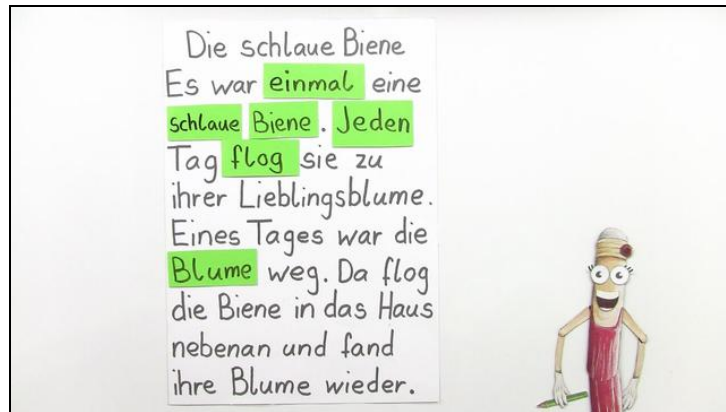 Die schlaue Biene
Es war einmal eine
schlaue Biene. Jeden
Tag flog sie zu
ihrer Lieblingsblume.
Eines Tages war die
Blume weg. Da flog
die Biene in das Haus
nebenan und fand
ihre Blume wieder.